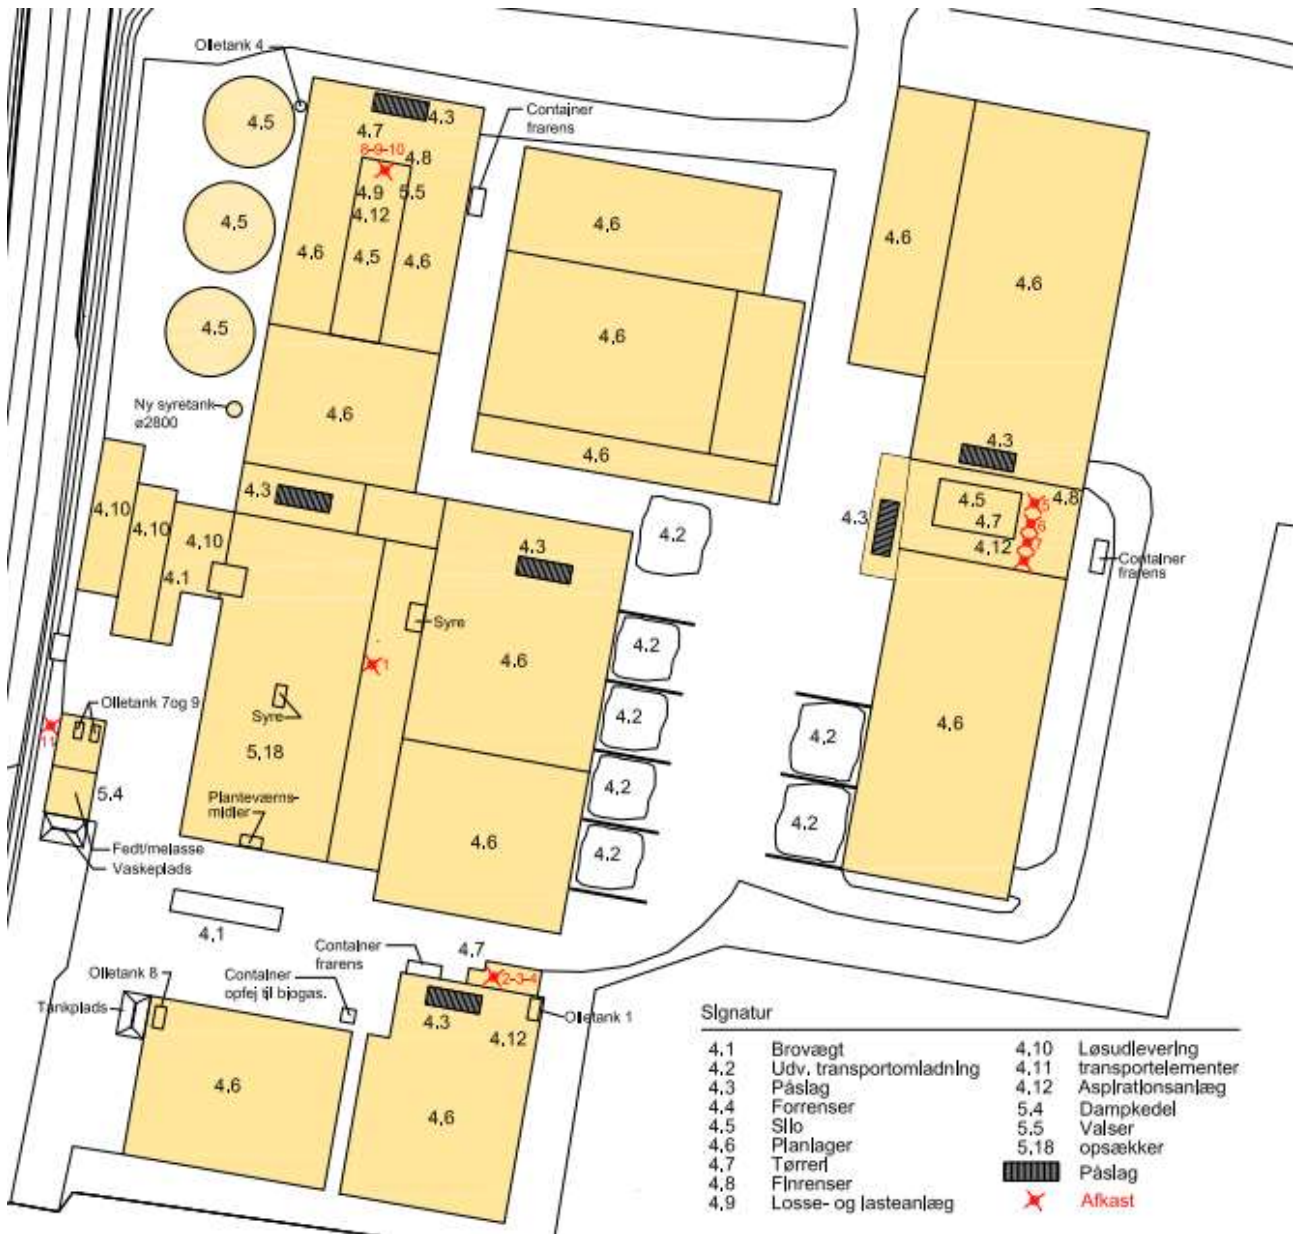 Olietank 4
4.5
4.3
Container
frarens
4.7
8-9-10
4.8
4.9
5.5
4.12
4.5
4.6
4.5
4.6
4.6
4.6
4.6
4.5
4.6
4.6
Ny syretank
ø2800
4.6
4.6
4.3
4.3
4.10
4.10
4.10
4.1
4.3
4.2
4.5
4.8
5
4.7
6
4.3
4.12
7
Container
frarens
Syre
4.2
4.6
1
Olietank 7og 9
Syre
11
5.18
4.2
4.6
4.2
5.4
Planteværns-
midler
4.2
4.2
Fedt/melasse
Vaskeplads
4.6
4.2
4.1
Container
frarens
4.7
2-3-4
Olietank 8
Container
opfej til biogas.
Tankplads
4.3
4.12
Olietank 1
4.6
4.6
Signatur
4.1 Brovægt
4.2 Udv. transportomladning
4.3 Påslag
4.4 Forrenser
4.5 Silo
4.6 Planlager
4.7 Tørreri
4.8 Finrenser
4.9 Losse- og lasteanlæg
4.10 Løsudlevering
4.11 transportelementer
4.12 Aspirationsanlæg
5.4 Dampkedel
5.5 Valser
5.18 opsækker
Påslag
Afkast